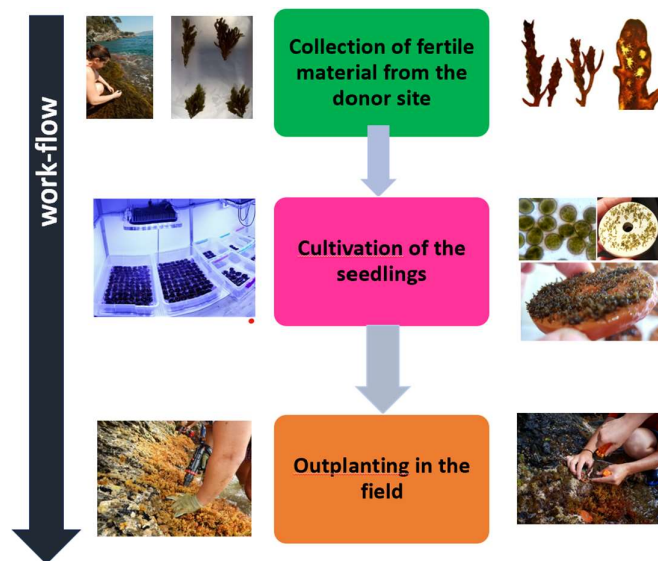 work-flow
Collection of fertile
material from the
donor site
Cultivation of the
seedlings
Outplanting in the
field